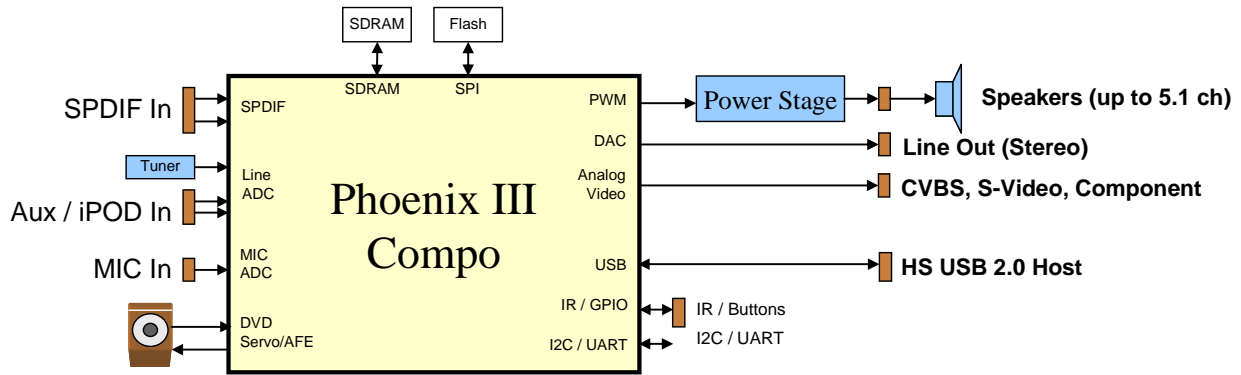 SDRAM
Flash
SDRAM
SPI
SPDIF In
SPDIF
PWM
Power Stage
Speakers (up to 5.1 ch)
DAC
Line Out (Stereo)
Tuner
Line
ADC
Analog
Video
CVBS, S-Video, Component
Aux / iPOD In
Phoenix III
Compo
MIC In
MIC
ADC
USB
HS USB 2.0 Host
IR / GPIO
IR / Buttons
DVD
Servo/AFE
I2C / UART
I2C / UART